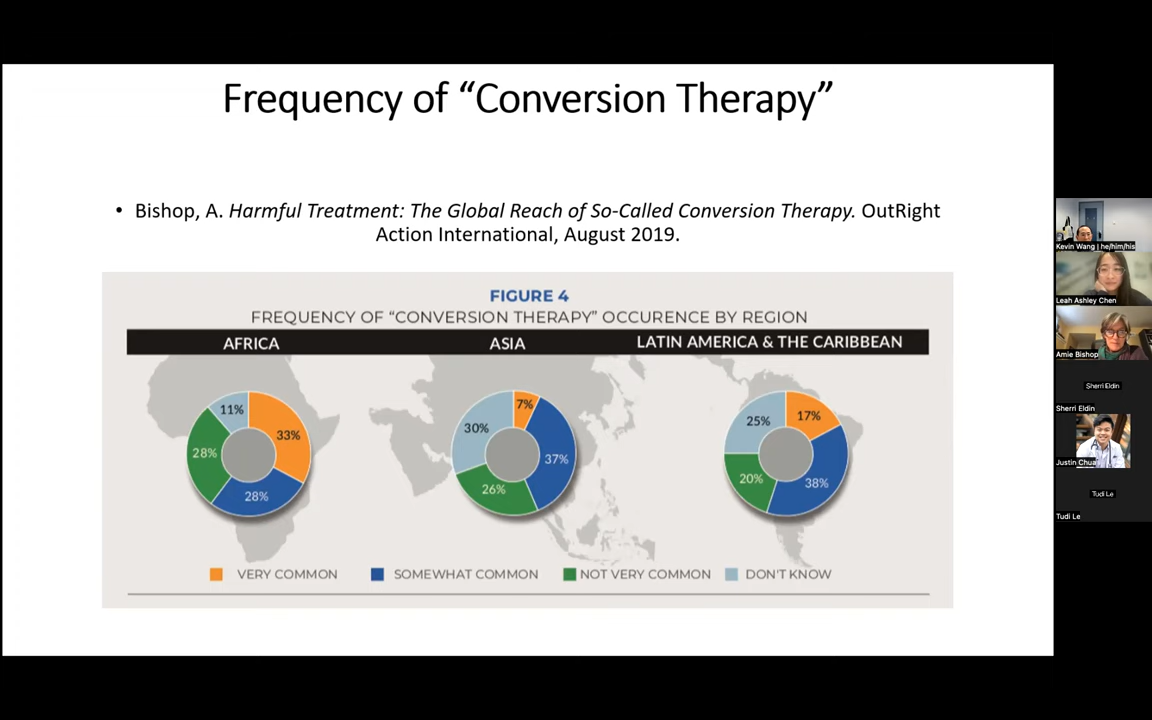 Frequency of “Conversion Therapy”
• Bishop, A. Harmful Treatment: The Global Reach of So-Called Conversion Therapy. OutRight
Action International, August 2019.
FIGURE 4
FREQUENCY OF “CONVERSION THERAPY” OCCURENCE BY REGION
AFRICA ASIA LATIN AMERICA & THE CARIBBEAN
11% 33% 28% 28%
7% 30% 37% 26%
25% 17% 20% 38%
VERY COMMON SOMEWHAT COMMON NOT VERY COMMON DON'T KNOW
Kevin Wang | he/him/his
Leah Ashley Chen
Amie Bishop
Sherri Eldin
Sherri Eldin
Justin Chua
Tudi Le
Tudi Le